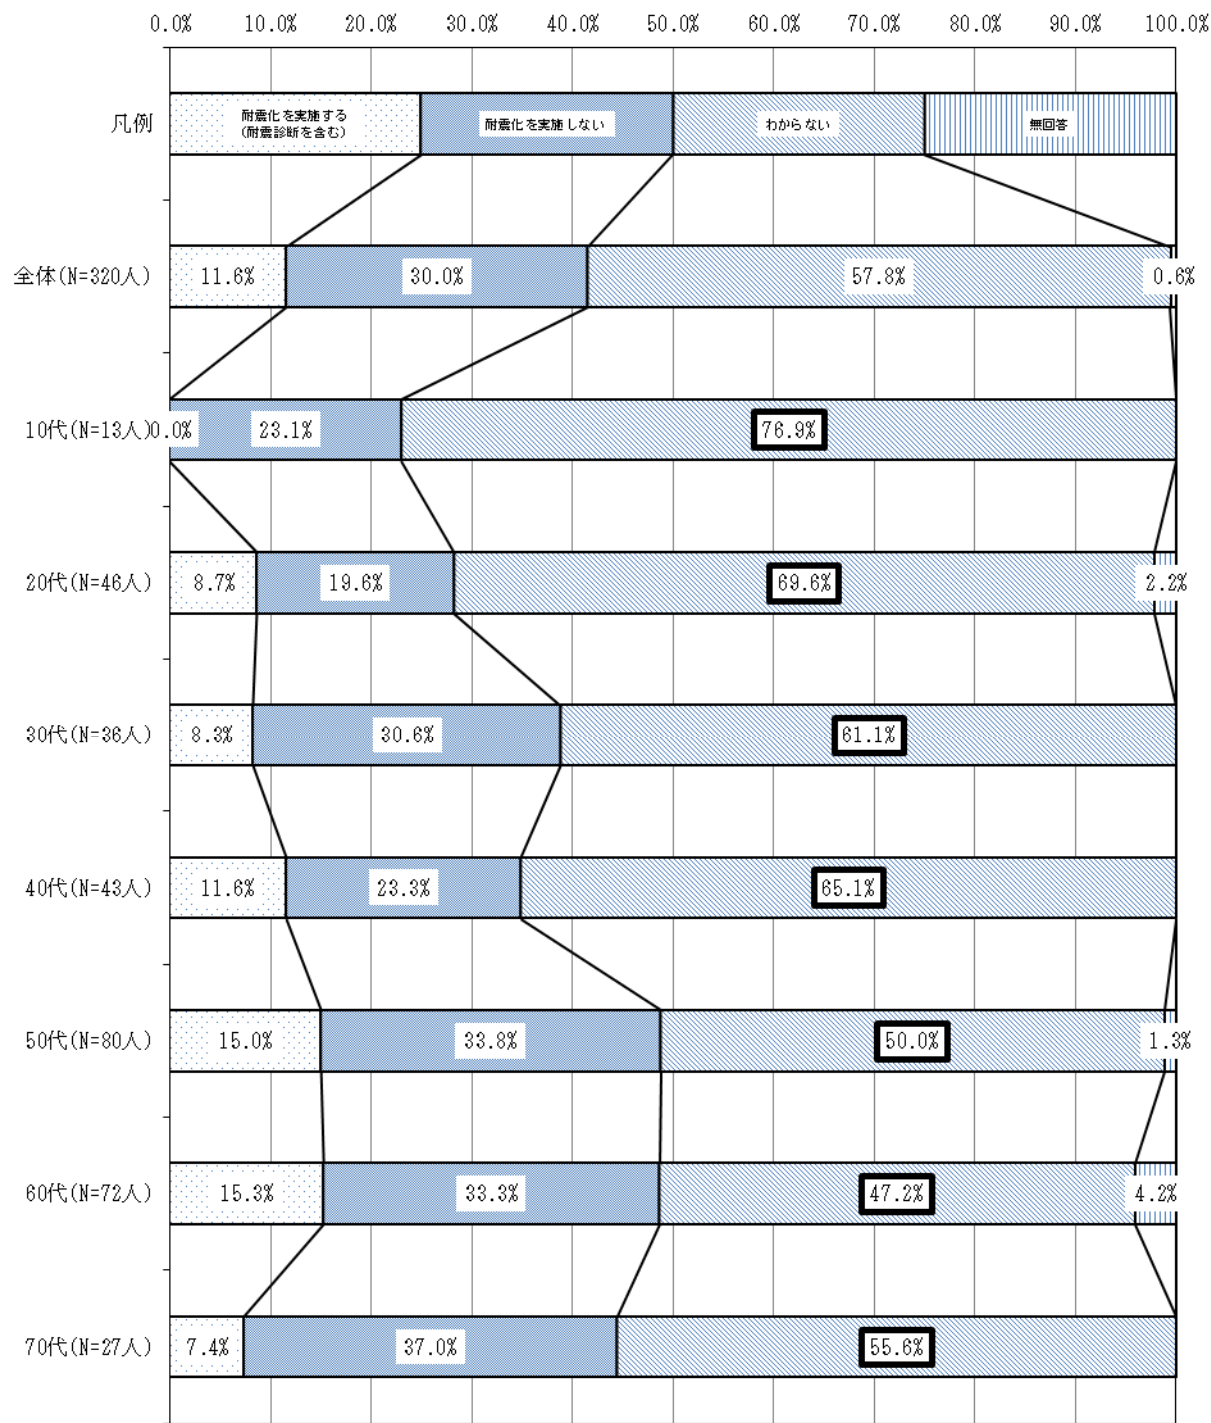 0.0% 10.0% 20.0% 30.0% 40.0% 50.0% 60.0% 70.0% 80.0% 90.0% 100.0%
凡例
耐震化を実施する
(耐震診断を含む)
耐震化を実施しない
わからない
無回答
全体(N=320人) 11.6% 30.0% 57.8% 0.6%
10代(N=13人) 0.0% 23.1% 76.9%
20代(N=46人) 8.7% 19.6% 69.6% 2.2%
30代(N=36人) 8.3% 30.6% 61.1%
40代(N=43人) 11.6% 23.3% 65.1%
50代(N=80人) 15.0% 33.8% 50.0% 1.3%
60代(N=72人) 15.3% 33.3% 47.2% 4.2%
70代(N=27人) 7.4% 37.0% 55.6%